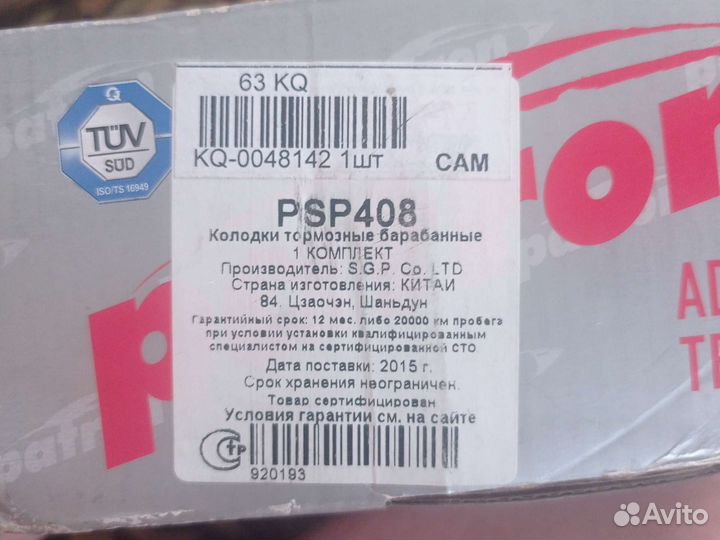 63 KQ
KQ-0048142 1шт CAM
PSP408
Колодки тормозные барабанные
1 КОМПЛЕКТ
Производитель: S.G.P. Co. LTD
Страна изготовления: КИТАЙ
84. Цзаочэн, Шаньдун
Гарантийный срок: 12 мес. либо 20000 км пробега
при условии установки квалифицированным
специалистом на сертифицированной СТО
Дата поставки: 2015 г.
Срок хранения неограничен.
Товар сертифицирован
Условия гарантии см. на сайте
920193
TÜV
SÜD
ISO/TS 16949
patron
Avito